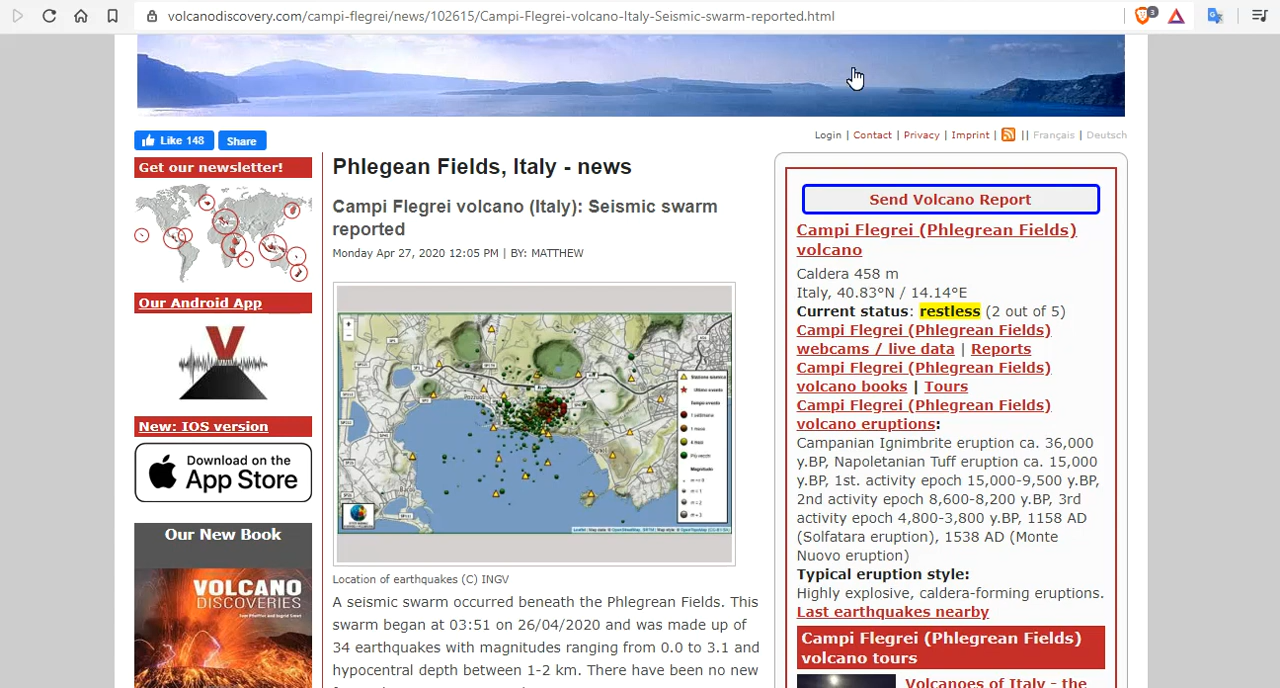 volcanodiscovery.com/campi-flegrei/news/102615/Campi-Flegrei-volcano-Italy-Seismic-swarm-reported.html
3
Like 148
Share
Login | Contact | Privacy | Imprint | || Français | Deutsch
Get our newsletter!
Our Android App
New: IOS version
Download on the
App Store
Our New Book
VOLCANO
DISCOVERIES
Phlegean Fields, Italy - news
Campi Flegrei volcano (Italy): Seismic swarm
reported
Monday Apr 27, 2020 12:05 PM | BY: MATTHEW
Pozzuoli
Location of earthquakes (C) INGV
A seismic swarm occurred beneath the Phlegrean Fields. This
swarm began at 03:51 on 26/04/2020 and was made up of
34 earthquakes with magnitudes ranging from 0.0 to 3.1 and
hypocentral depth between 1-2 km. There have been no new
Send Volcano Report
Campi Flegrei (Phlegrean Fields)
volcano
Caldera 458 m
Italy, 40.83°N / 14.14°E
Current status: restless (2 out of 5)
Campi Flegrei (Phlegrean Fields)
webcams / live data | Reports
Campi Flegrei (Phlegrean Fields)
volcano books | Tours
Campi Flegrei (Phlegrean Fields)
volcano eruptions:
Campanian Ignimbrite eruption ca. 36,000
y.BP, Napoletanian Tuff eruption ca. 15,000
y.BP, 1st. activity epoch 15,000-9,500 y.BP,
2nd activity epoch 8,600-8,200 y.BP, 3rd
activity epoch 4,800-3,800 y.BP, 1158 AD
(Solfatara eruption), 1538 AD (Monte
Nuovo eruption)
Typical eruption style:
Highly explosive, caldera-forming eruptions.
Last earthquakes nearby
Campi Flegrei (Phlegrean Fields)
volcano tours
Volcanoes of Italy - the